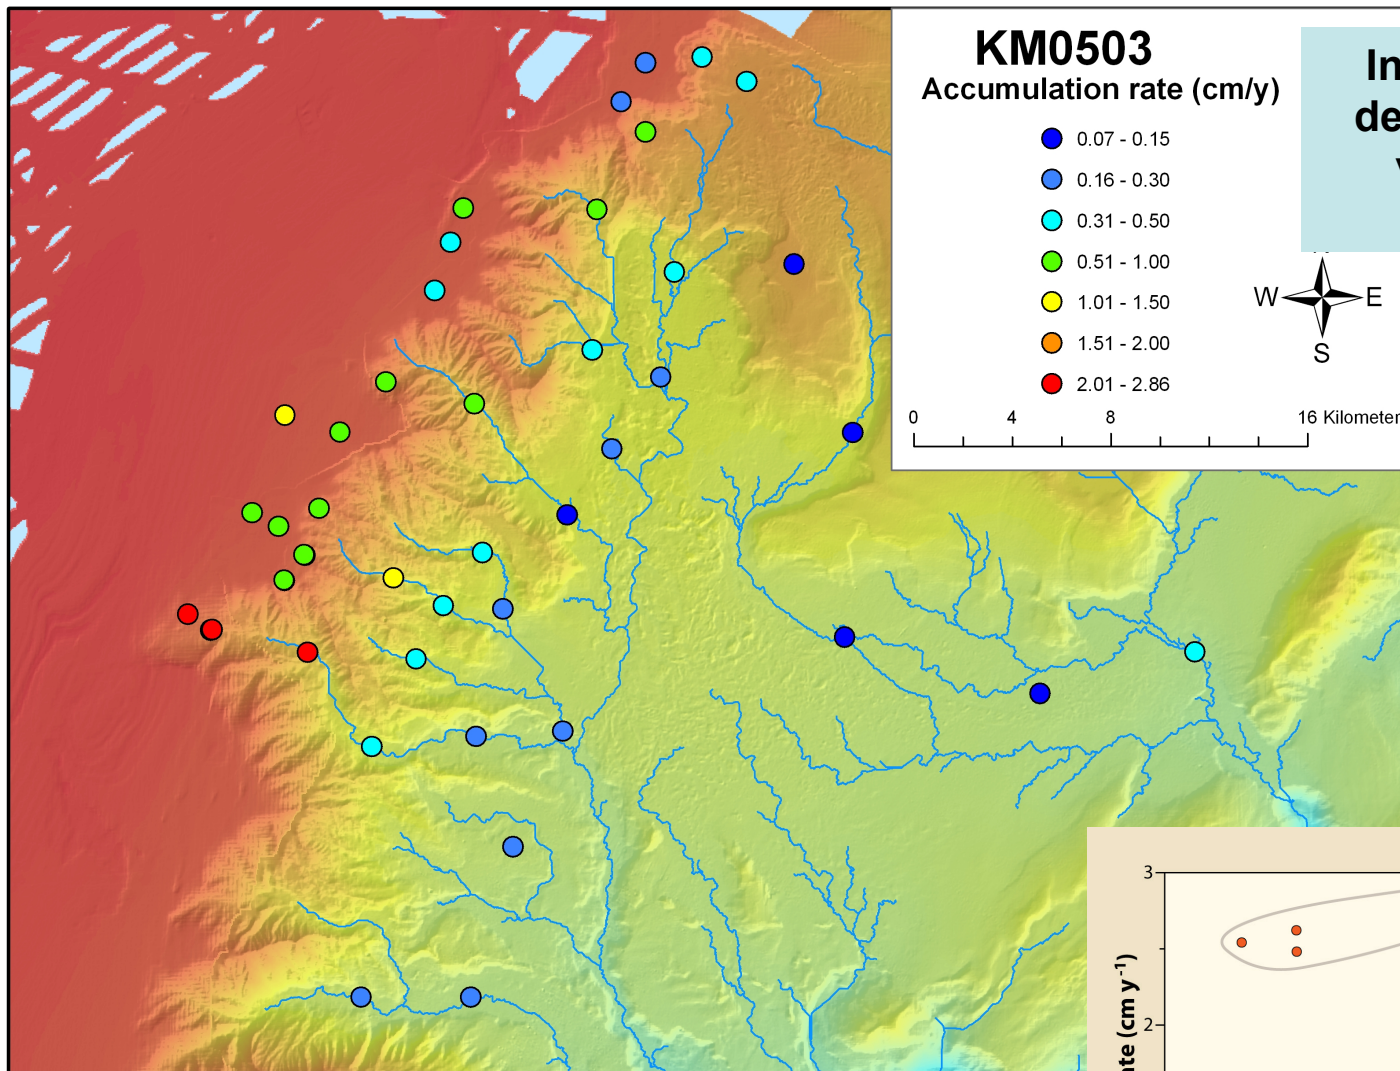 KM0503
Accumulation rate (cm/y)
0.07 - 0.15
0.16 - 0.30
0.31 - 0.50
0.51 - 1.00
1.01 - 1.50
1.51 - 2.00
2.01 - 2.86
W E
S
0 4 8 16
3
2
(cm y⁻¹)